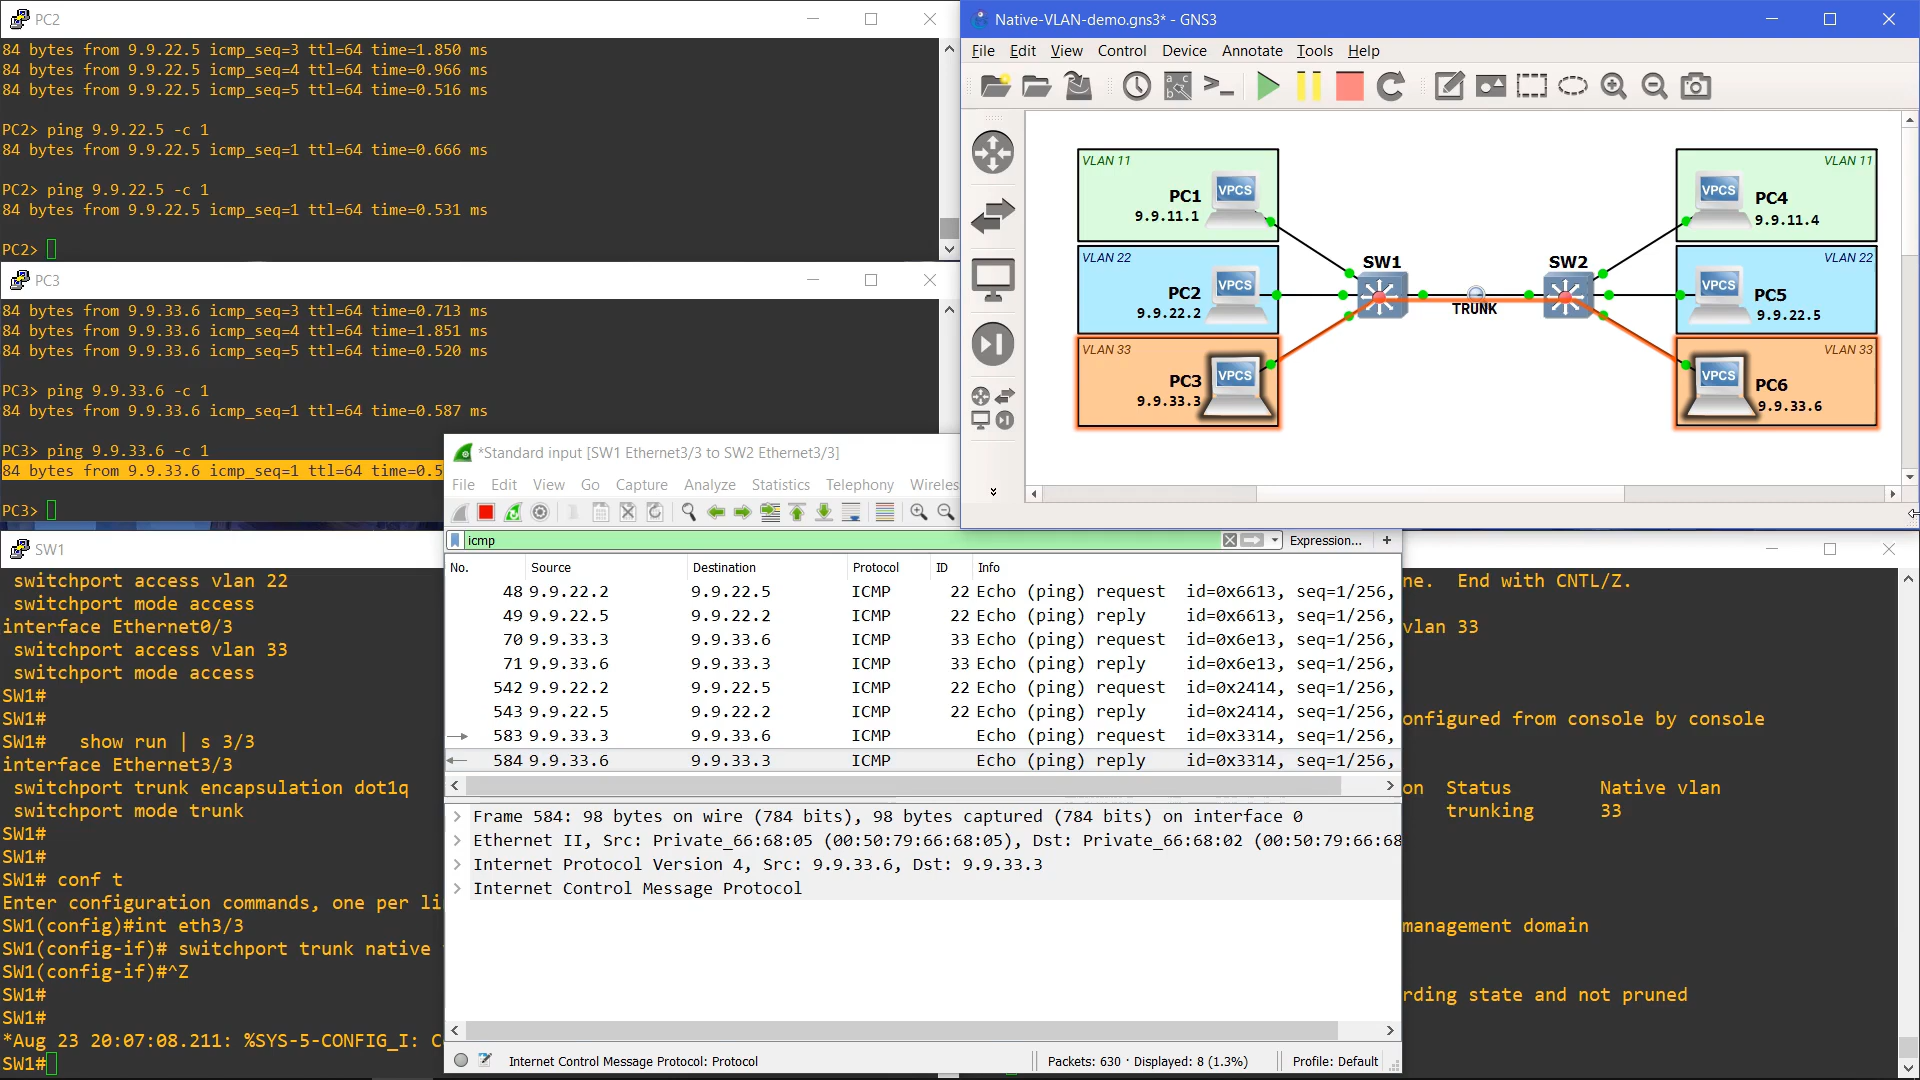 PC2
84 bytes from 9.9.22.5 icmp_seq=3 ttl=64 time=1.850 ms
84 bytes from 9.9.22.5 icmp_seq=4 ttl=64 time=0.966 ms
84 bytes from 9.9.22.5 icmp_seq=5 ttl=64 time=0.516 ms
PC2> ping 9.9.22.5 -c 1
84 bytes from 9.9.22.5 icmp_seq=1 ttl=64 time=0.666 ms
PC2> ping 9.9.22.5 -c 1
84 bytes from 9.9.22.5 icmp_seq=1 ttl=64 time=0.531 ms
PC2>
PC3
84 bytes from 9.9.33.6 icmp_seq=3 ttl=64 time=0.713 ms
84 bytes from 9.9.33.6 icmp_seq=4 ttl=64 time=1.851 ms
84 bytes from 9.9.33.6 icmp_seq=5 ttl=64 time=0.520 ms
PC3> ping 9.9.33.6 -c 1
84 bytes from 9.9.33.6 icmp_seq=1 ttl=64 time=0.587 ms
PC3> ping 9.9.33.6 -c 1
84 bytes from 9.9.33.6 icmp_seq=1 ttl=64 time=0.5
PC3>
Native-VLAN-demo.gns3* - GNS3
File Edit View Control Device Annotate Tools Help
VLAN 11
PC1
9.9.11.1
VPCS
VLAN 22
PC2
9.9.22.2
VPCS
VLAN 33
PC3
9.9.33.3
VPCS
SW1
TRUNK
SW2
VLAN 11
VPCS
PC4
9.9.11.4
VLAN 22
VPCS
PC5
9.9.22.5
VLAN 33
VPCS
PC6
9.9.33.6
SW1
switchport access vlan 22
switchport mode access
interface Ethernet0/3
switchport access vlan 33
switchport mode access
SW1#
SW1#
SW1# show run | s 3/3
interface Ethernet3/3
switchport trunk encapsulation dot1q
switchport mode trunk
SW1#
SW1#
SW1# conf t
Enter configuration commands, one per li
SW1(config)#int eth3/3
SW1(config-if)# switchport trunk native
SW1(config-if)#^Z
SW1#
SW1#
*Aug 23 20:07:08.211: %SYS-5-CONFIG_I: C
SW1#
*Standard input [SW1 Ethernet3/3 to SW2 Ethernet3/3]
File Edit View Go Capture Analyze Statistics Telephony Wireles
icmp Expression... +
No. Source Destination Protocol ID Info
48 9.9.22.2 9.9.22.5 ICMP 22 Echo (ping) request id=0x6613, seq=1/256,
49 9.9.22.5 9.9.22.2 ICMP 22 Echo (ping) reply id=0x6613, seq=1/256,
70 9.9.33.3 9.9.33.6 ICMP 33 Echo (ping) request id=0x6e13, seq=1/256,
71 9.9.33.6 9.9.33.3 ICMP 33 Echo (ping) reply id=0x6e13, seq=1/256,
542 9.9.22.2 9.9.22.5 ICMP 22 Echo (ping) request id=0x2414, seq=1/256,
543 9.9.22.5 9.9.22.2 ICMP 22 Echo (ping) reply id=0x2414, seq=1/256,
583 9.9.33.3 9.9.33.6 ICMP Echo (ping) request id=0x3314, seq=1/256,
584 9.9.33.6 9.9.33.3 ICMP Echo (ping) reply id=0x3314, seq=1/256,
Frame 584: 98 bytes on wire (784 bits), 98 bytes captured (784 bits) on interface 0
Ethernet II, Src: Private_66:68:05 (00:50:79:66:68:05), Dst: Private_66:68:02 (00:50:79:66:68
Internet Protocol Version 4, Src: 9.9.33.6, Dst: 9.9.33.3
Internet Control Message Protocol
Internet Control Message Protocol: Protocol
Packets: 630 · Displayed: 8 (1.3%)
Profile: Default
ne. End with CNTL/Z.
vlan 33
onfigured from console by console
on Status Native vlan
trunking 33
management domain
rding state and not pruned